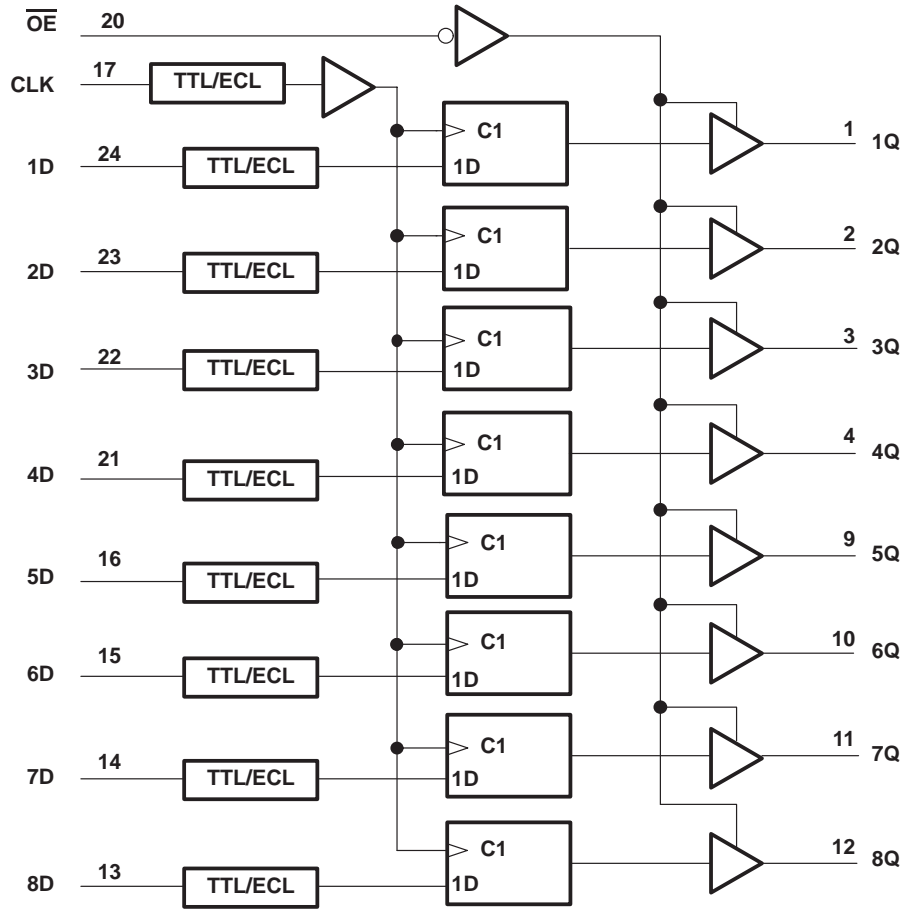 OE 20
CLK 17 TTL/ECL
C1 1 1Q
1D 24 TTL/ECL 1D
C1 2 2Q
2D 23 TTL/ECL 1D
C1 3 3Q
3D 22 TTL/ECL 1D
C1 4 4Q
4D 21 TTL/ECL 1D
C1 9 5Q
5D 16 TTL/ECL 1D
C1 10 6Q
6D 15 TTL/ECL 1D
C1 11 7Q
7D 14 TTL/ECL 1D
C1 12 8Q
8D 13 TTL/ECL 1D